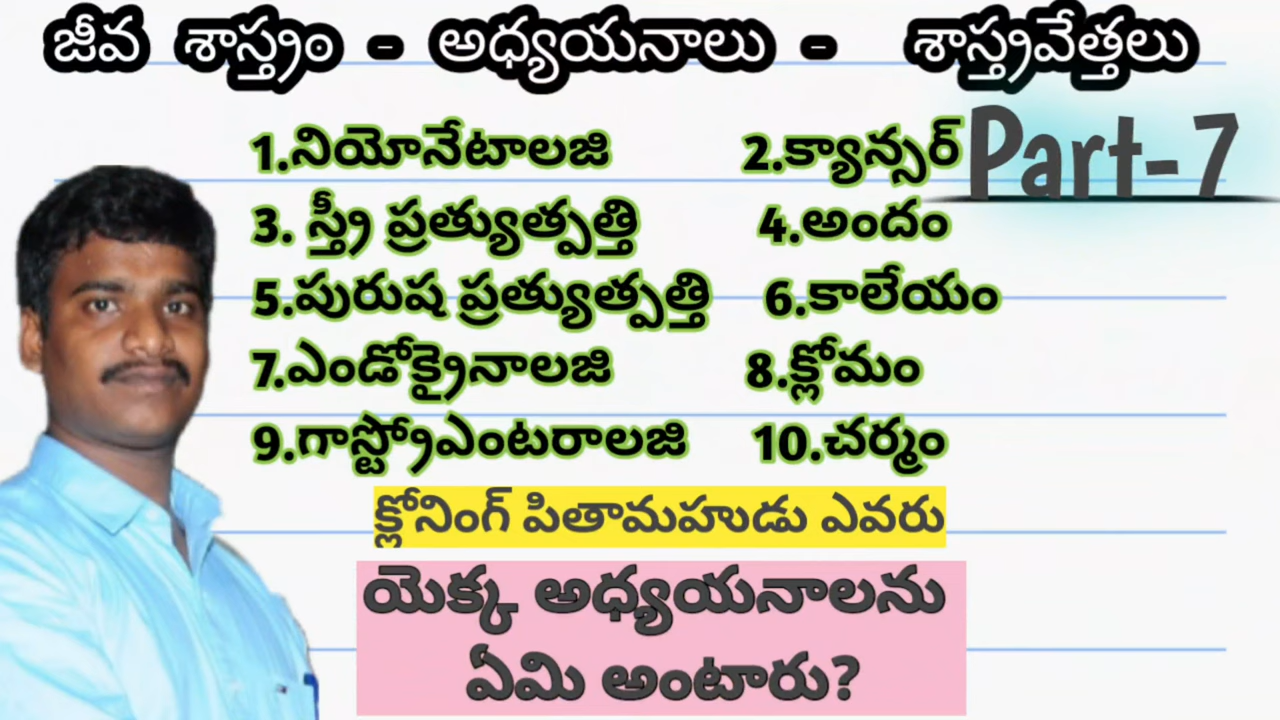 జీవ శాస్త్రం - అధ్యయనాలు - శాస్త్రవేత్తలు
Part-7
1.నియోనేటాలజి 2.క్యాన్సర్
3. స్త్రీ ప్రత్యుత్పత్తి 4.అందం
5.పురుష ప్రత్యుత్పత్తి 6.కాలేయం
7.ఎండోక్రైనాలజి 8.క్లోమం
9.గాస్ట్రోఎంటరాలజి 10.చర్మం
క్లోనింగ్ పితామహుడు ఎవరు
యెక్క అధ్యయనాలను
ఏమి అంటారు?